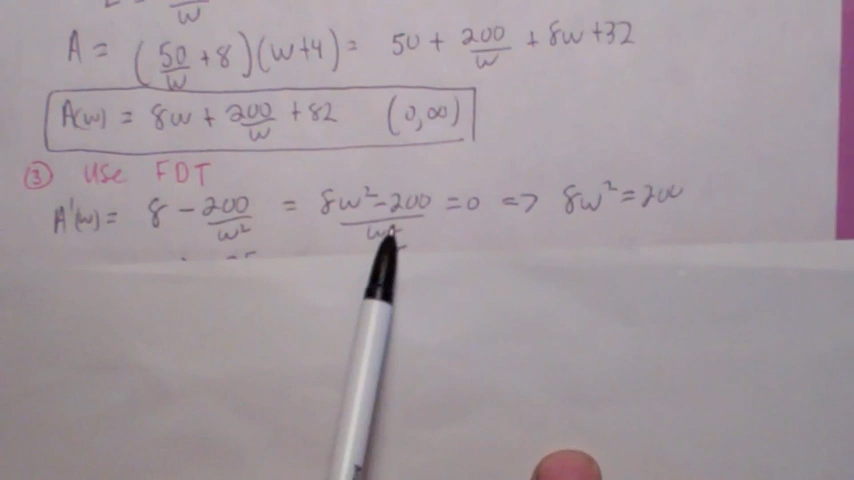 w
A = (50/w + 8)(w+4) = 50 + 200/w + 8w + 32
A(w) = 8w + 200/w + 82 (0,∞)
③ Use FDT
A'(w) = 8 - 200/w² = 8w²-200/w² = 0 => 8w² = 200